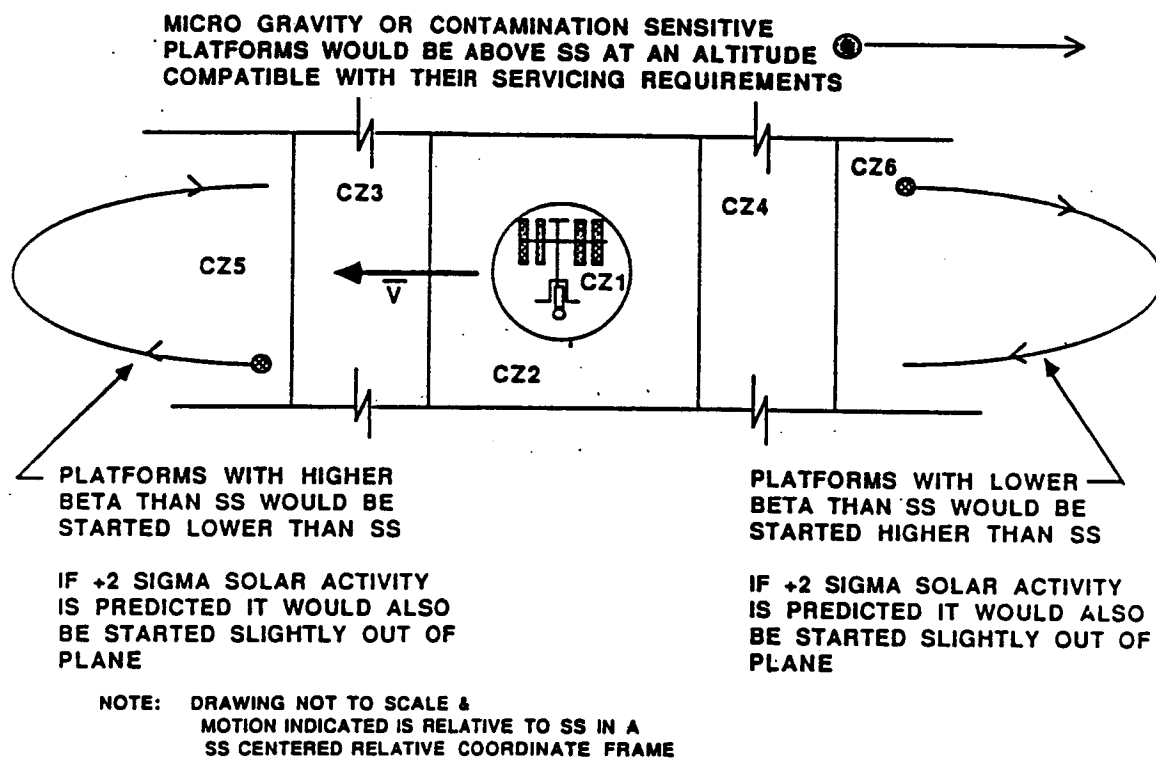 MICRO GRAVITY OR CONTAMINATION SENSITIVE
PLATFORMS WOULD BE ABOVE SS AT AN ALTITUDE
COMPATIBLE WITH THEIR SERVICING REQUIREMENTS
CZ3
CZ4
CZ6
CZ5
V
CZ1
CZ2
PLATFORMS WITH HIGHER
BETA THAN SS WOULD BE
STARTED LOWER THAN SS
IF +2 SIGMA SOLAR ACTIVITY
IS PREDICTED IT WOULD ALSO
BE STARTED SLIGHTLY OUT OF
PLANE
PLATFORMS WITH LOWER
BETA THAN SS WOULD BE
STARTED HIGHER THAN SS
IF +2 SIGMA SOLAR ACTIVITY
IS PREDICTED IT WOULD ALSO
BE STARTED SLIGHTLY OUT OF
PLANE
NOTE: DRAWING NOT TO SCALE &
MOTION INDICATED IS RELATIVE TO SS IN A
SS CENTERED RELATIVE COORDINATE FRAME